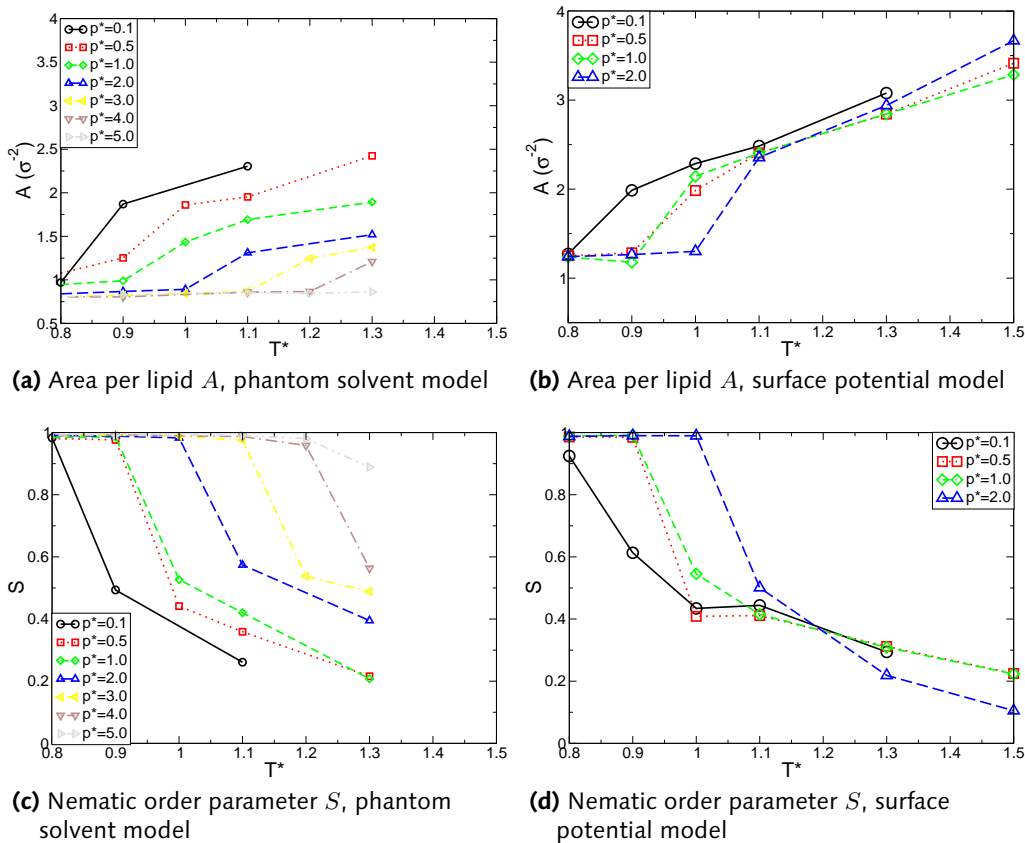 4
3.5
3
2.5
2
1.5
1
0.5
A (σ⁻²)
p*=0.1
p*=0.5
p*=1.0
p*=2.0
p*=3.0
p*=4.0
p*=5.0
0.8 0.9 1 1.1 1.2 1.3 1.4 1.5
T*
(a) Area per lipid A, phantom solvent model
4
3
2
1
A (σ⁻²)
p*=0.1
p*=0.5
p*=1.0
p*=2.0
0.8 0.9 1 1.1 1.2 1.3 1.4 1.5
T*
(b) Area per lipid A, surface potential model
1
0.8
0.6
0.4
0.2
0
S
p*=0.1
p*=0.5
p*=1.0
p*=2.0
p*=3.0
p*=4.0
p*=5.0
0.8 0.9 1 1.1 1.2 1.3 1.4 1.5
T*
(c) Nematic order parameter S, phantom
solvent model
1
0.8
0.6
0.4
0.2
0
S
p*=0.1
p*=0.5
p*=1.0
p*=2.0
0.8 0.9 1 1.1 1.2 1.3 1.4 1.5
T*
(d) Nematic order parameter S, surface
potential model